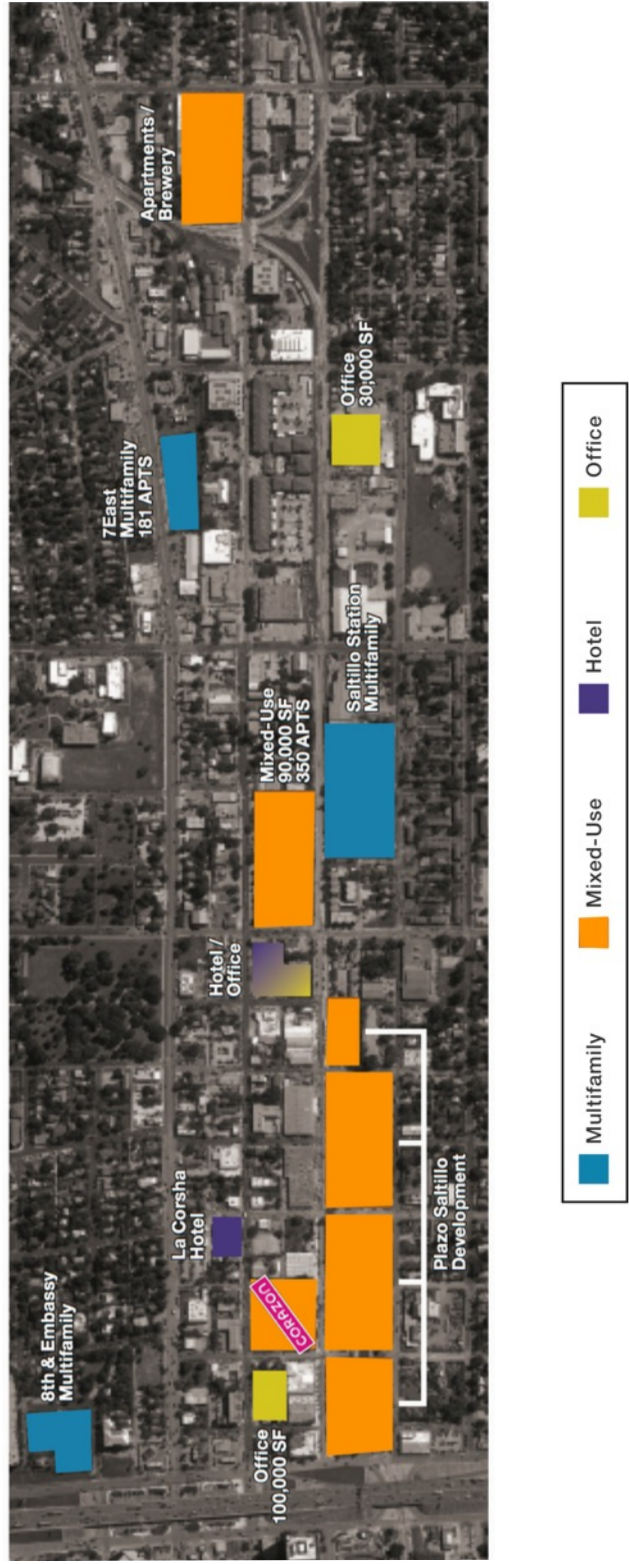 8th & Embassy
Multifamily
Office
100,000 SF
CORAZON
La Corsha
Hotel
Plazo Saltillo
Development
Hotel /
Office
Mixed-Use
90,000 SF
350 APTS
Saltillo Station
Multifamily
7East
Multifamily
181 APTS
Office
30,000 SF
Apartments /
Brewery
Multifamily
Mixed-Use
Hotel
Office